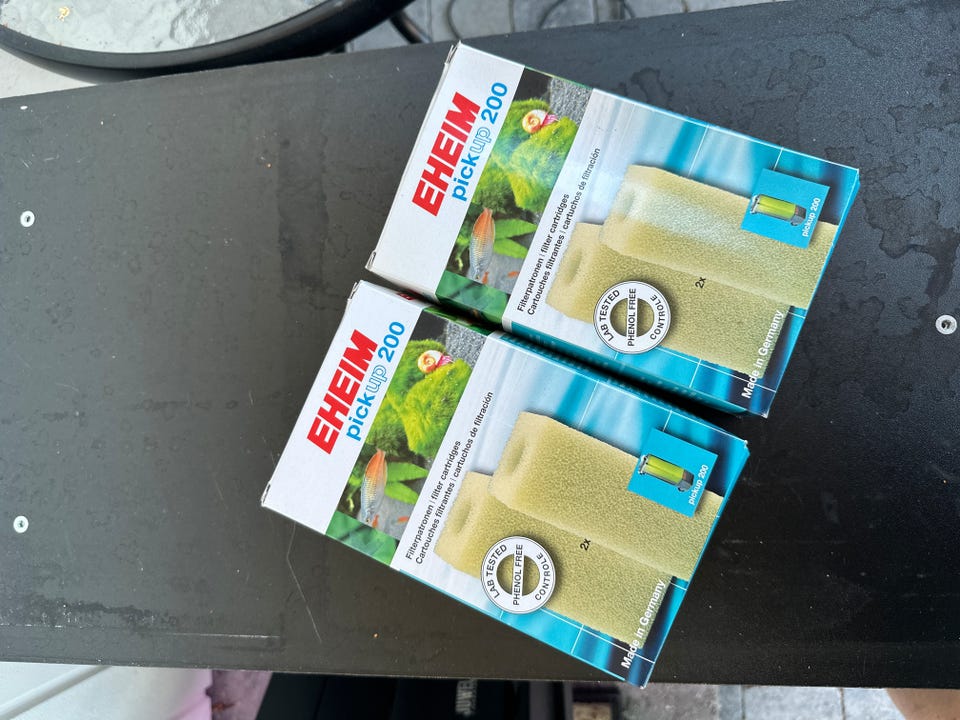 EHEIM
pickup 200
Filterpatronen | filter cartridges
Cartouches filtrantes | cartuchos de filtración
pickup 200
2x
LAB TESTED
PHENOL FREE
CONTROLE
Made in Germany
EHEIM
pickup 200
Filterpatronen | filter cartridges
Cartouches filtrantes | cartuchos de filtración
pickup 200
2x
LAB TESTED
PHENOL FREE
CONTROLE
Made in Germany